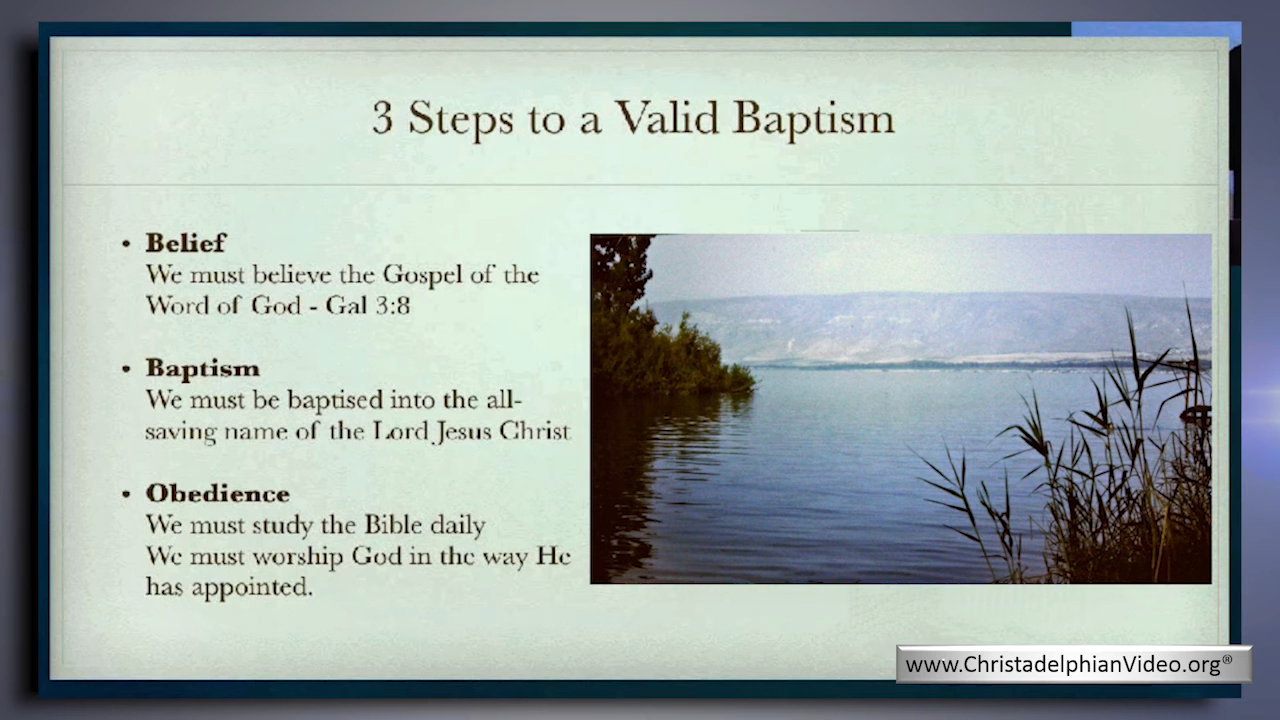 3 Steps to a Valid Baptism
• Belief
We must believe the Gospel of the
Word of God - Gal 3:8
• Baptism
We must be baptised into the all-
saving name of the Lord Jesus Christ
• Obedience
We must study the Bible daily
We must worship God in the way He
has appointed.
www.ChristadelphianVideo.org®